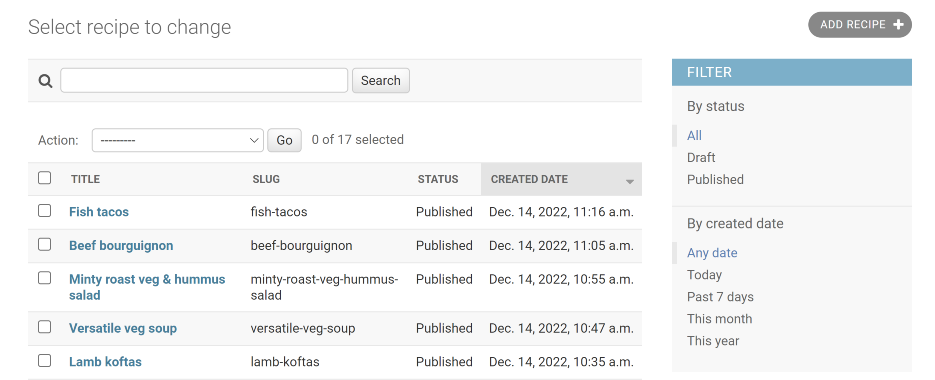 Select recipe to change
ADD RECIPE +
Search
Action: --------- Go 0 of 17 selected
TITLE SLUG STATUS CREATED DATE
Fish tacos fish-tacos Published Dec. 14, 2022, 11:16 a.m.
Beef bourguignon beef-bourguignon Published Dec. 14, 2022, 11:05 a.m.
Minty roast veg & hummus minty-roast-veg-hummus- Published Dec. 14, 2022, 10:55 a.m.
salad salad
Versatile veg soup versatile-veg-soup Published Dec. 14, 2022, 10:47 a.m.
Lamb koftas lamb-koftas Published Dec. 14, 2022, 10:35 a.m.
FILTER
By status
All
Draft
Published
By created date
Any date
Today
Past 7 days
This month
This year